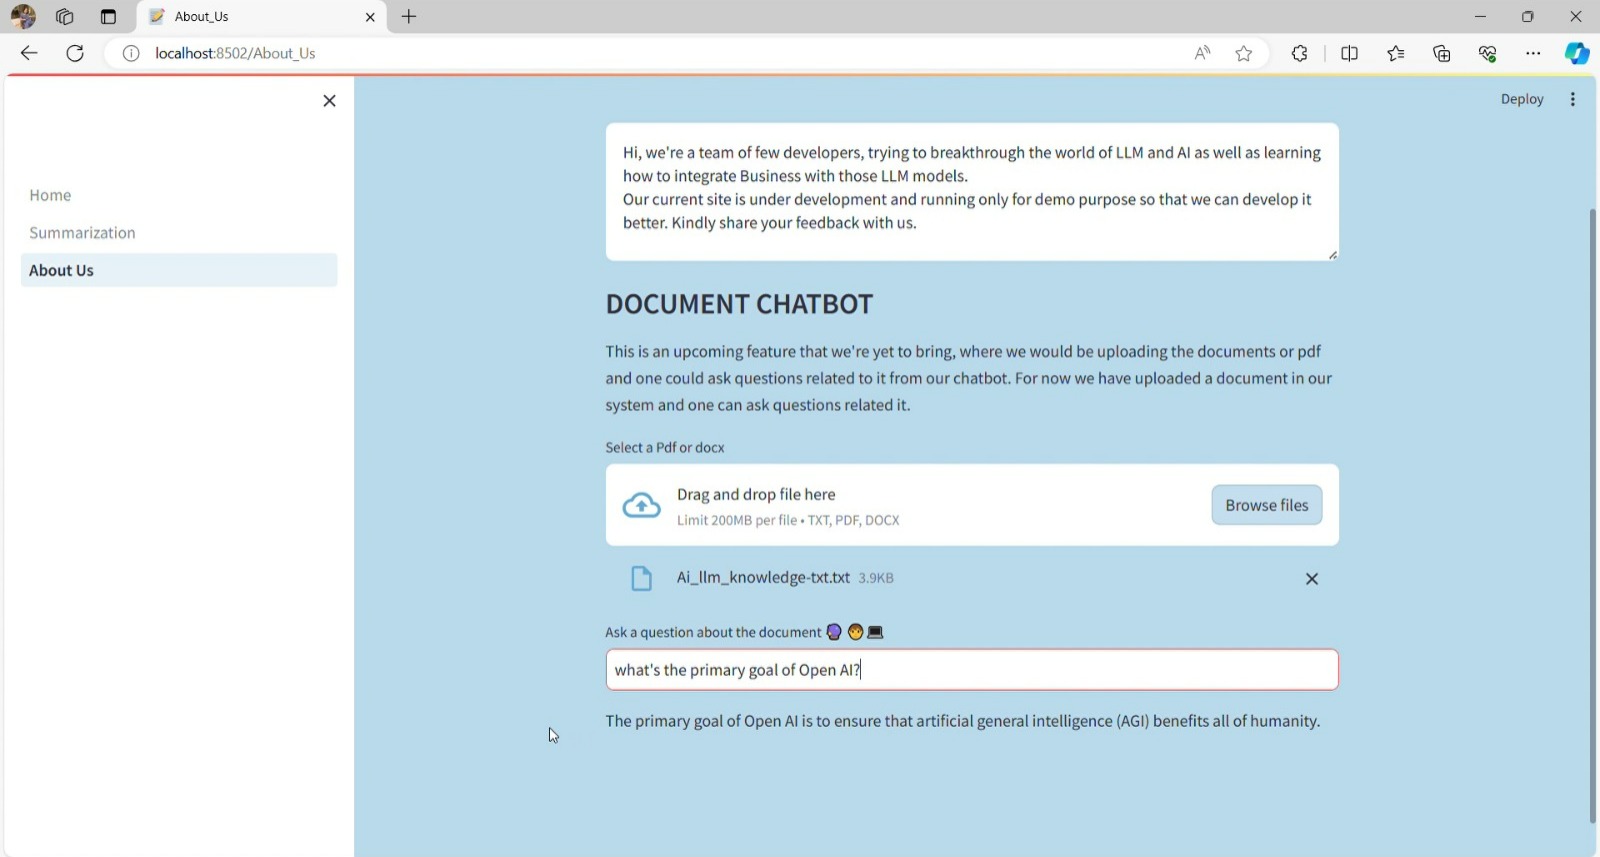 About_Us
localhost:8502/About_Us
Deploy
Home
Summarization
About Us
Hi, we're a team of few developers, trying to breakthrough the world of LLM and AI as well as learning
how to integrate Business with those LLM models.
Our current site is under development and running only for demo purpose so that we can develop it
better. Kindly share your feedback with us.
DOCUMENT CHATBOT
This is an upcoming feature that we're yet to bring, where we would be uploading the documents or pdf
and one could ask questions related to it from our chatbot. For now we have uploaded a document in our
system and one can ask questions related it.
Select a Pdf or docx
Drag and drop file here
Limit 200MB per file • TXT, PDF, DOCX
Browse files
Ai_llm_knowledge-txt.txt 3.9KB
Ask a question about the document
what's the primary goal of Open AI?
The primary goal of Open AI is to ensure that artificial general intelligence (AGI) benefits all of humanity.